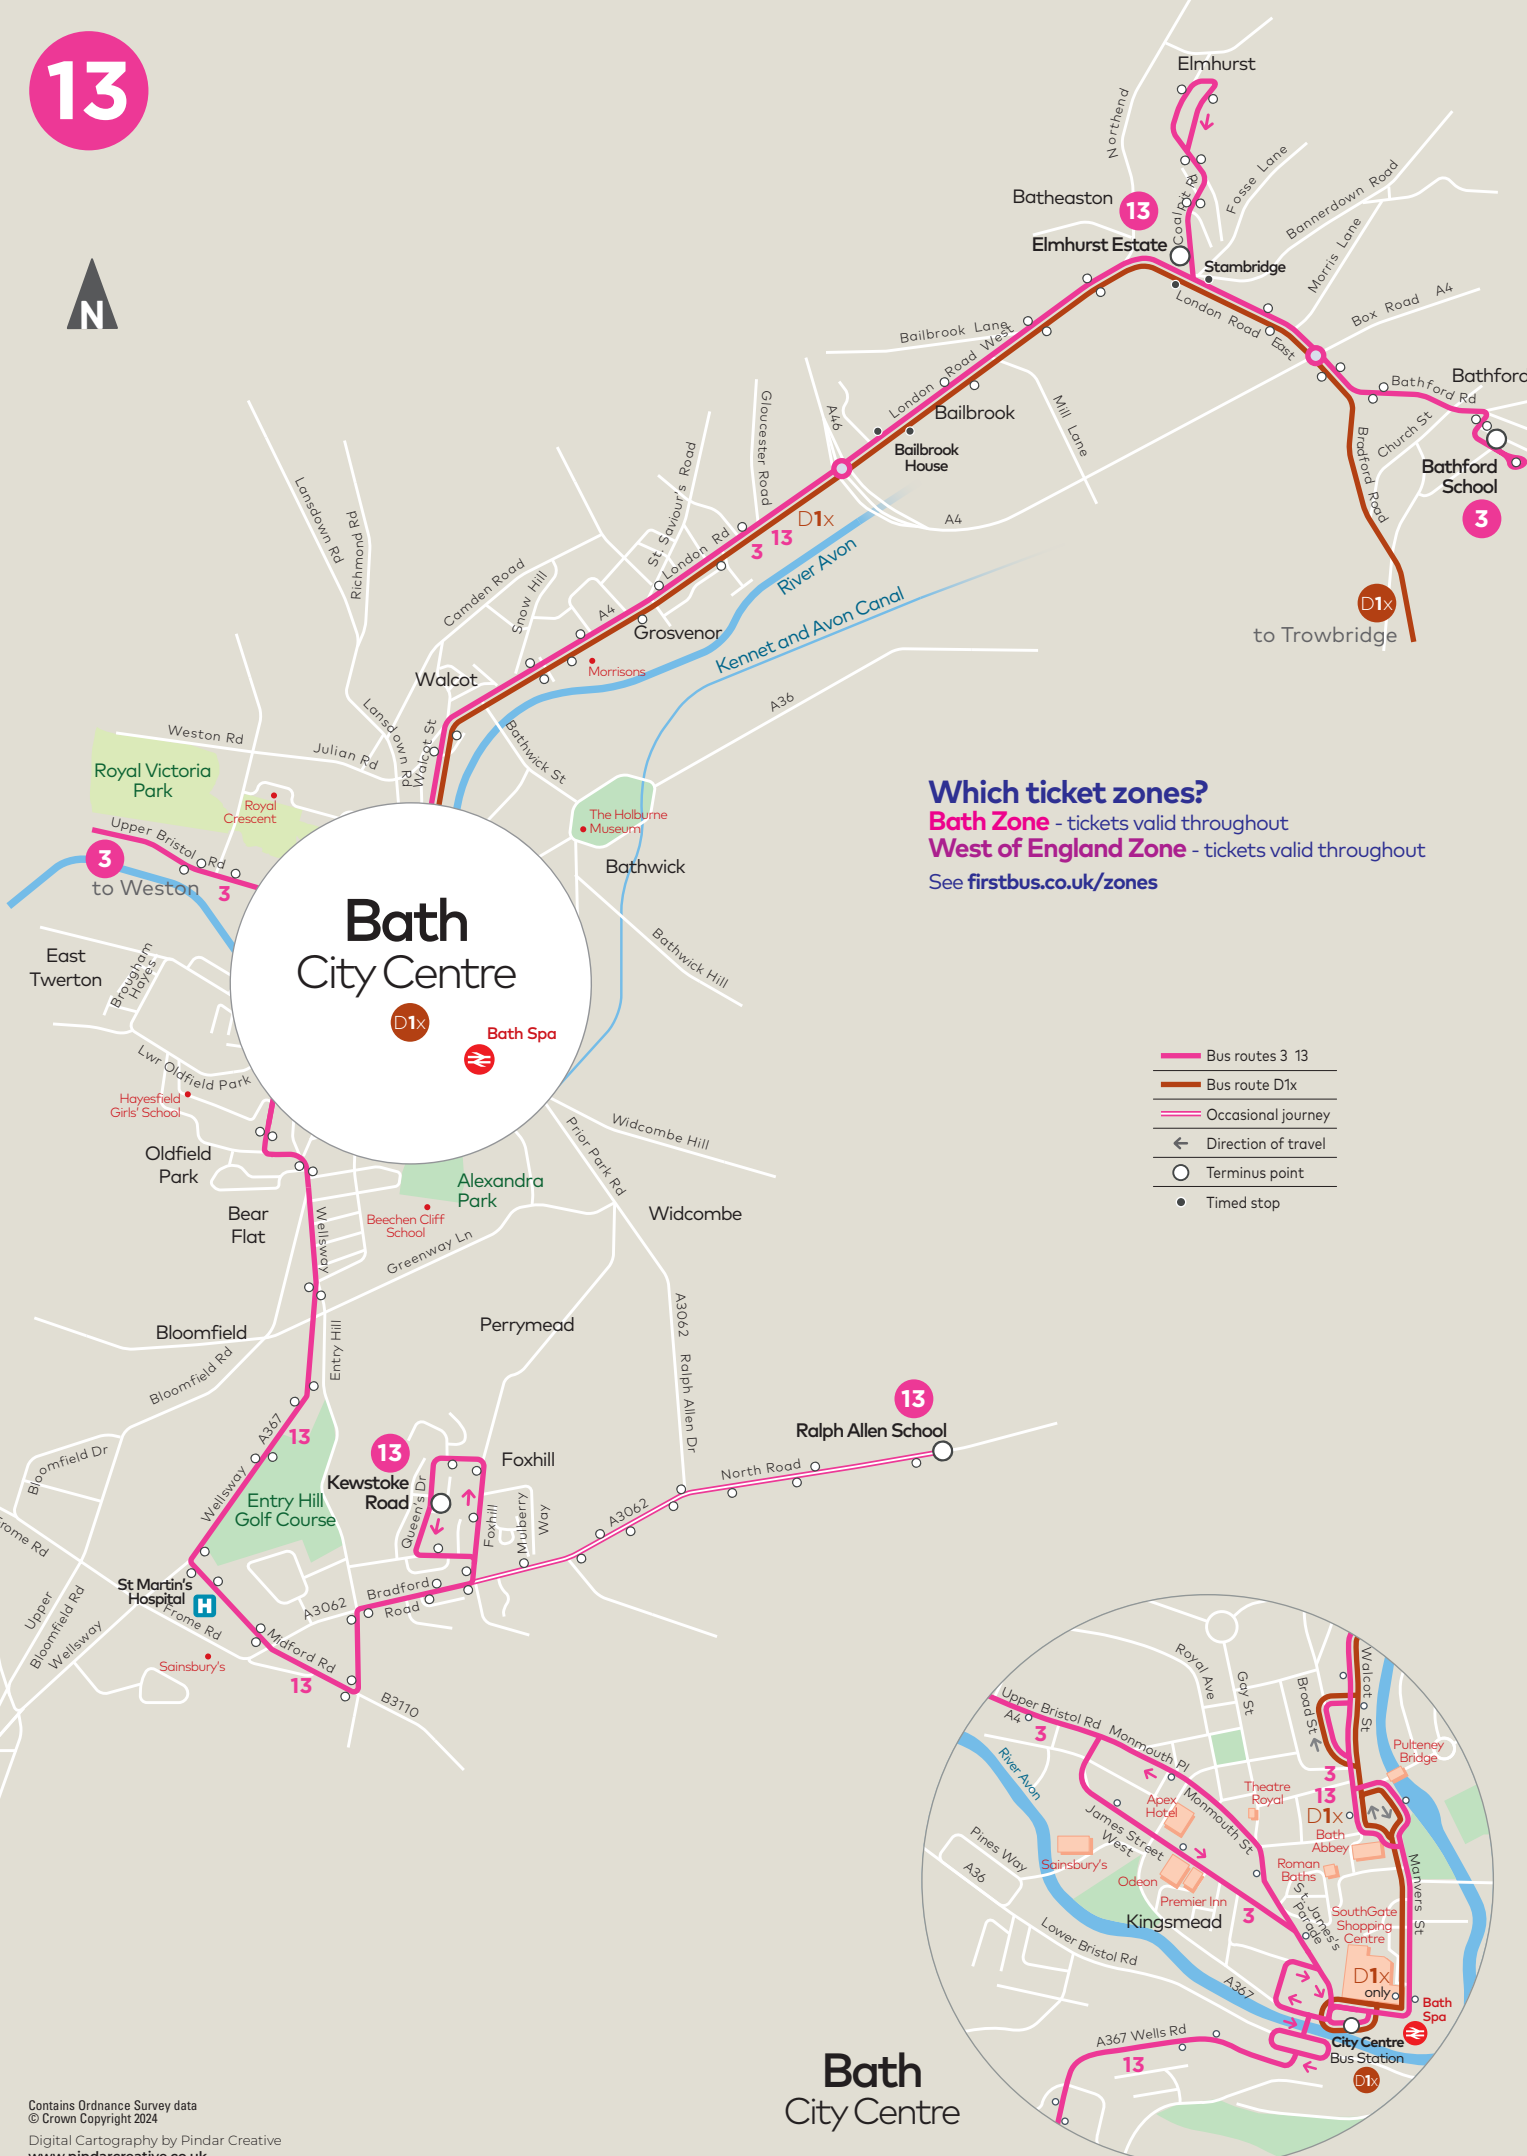 13
N
Elmhurst
Northend
Batheaston
13
Coalpit Rd
Fosse Lane
Bannerdown Road
Morris Lane
Elmhurst Estate
Stambridge
London Road East
Box Road A4
Bathford Rd
Bathford
Church St
Bathford
School
3
Bradford Road
D1x
to Trowbridge
Bailbrook Lane
London Road West
Bailbrook
Bailbrook
House
Mill Lane
A46
A4
Gloucester Road
St. Saviour's Road
D1x
3 13
London Rd
River Avon
Kennet and Avon Canal
Lansdown Rd
Richmond Rd
Camden Road
Snow Hill
A4
Grosvenor
Morrisons
Walcot
A36
Weston Rd
Julian Rd
Lansdown Rd
Walcot St
Bathwick St
Royal Victoria
Park
Royal
Crescent
Upper Bristol Rd
3
to Weston
3
The Holburne
Museum
Bathwick
Bathwick Hill
Which ticket zones?
Bath Zone - tickets valid throughout
West of England Zone - tickets valid throughout
See firstbus.co.uk/zones
Bath
City Centre
D1x
Bath Spa
East
Twerton
Brougham
Hayes
Lwr Oldfield Park
Hayesfield
Girls' School
Oldfield
Park
Bear
Flat
Wellsway
Alexandra
Park
Beechen Cliff
School
Greenway Ln
Prior Park Rd
Widcombe Hill
Widcombe
Bus routes 3 13
Bus route D1x
Occasional journey
Direction of travel
Terminus point
Timed stop
Bloomfield
Bloomfield Rd
Entry Hill
Perrymead
A3062 Ralph Allen Dr
13
Ralph Allen School
A367
13
Wellsway
Entry Hill
Golf Course
Bloomfield Dr
Frome Rd
13
Kewstoke
Road
Queen's Dr
Foxhill
Foxhill
Mulberry
Way
North Road
A3062
St Martin's
Hospital
H
Frome Rd
Upper
Bloomfield Rd
Wellsway
Sainsbury's
A3062
Bradford
Road
Midford Rd
13
B3110
Upper Bristol Rd
A4
3
Monmouth Pl
Royal Ave
Gay St
Broad St
Walcot St
Pulteney
Bridge
River Avon
Apex
Hotel
Monmouth St
Theatre
Royal
3
13
D1x
Bath
Abbey
James Street
West
Pines Way
A36
Sainsbury's
Odeon
Premier Inn
Roman
Baths
St. James's
Parade
Manvers St
SouthGate
Shopping
Centre
Kingsmead
3
Lower Bristol Rd
A367
D1x
only
Bath
Spa
City Centre
Bus Station
D1x
A367 Wells Rd
13
Bath
City Centre
Contains Ordnance Survey data
© Crown Copyright 2024
Digital Cartography by Pindar Creative
www.pindarcreative.co.uk